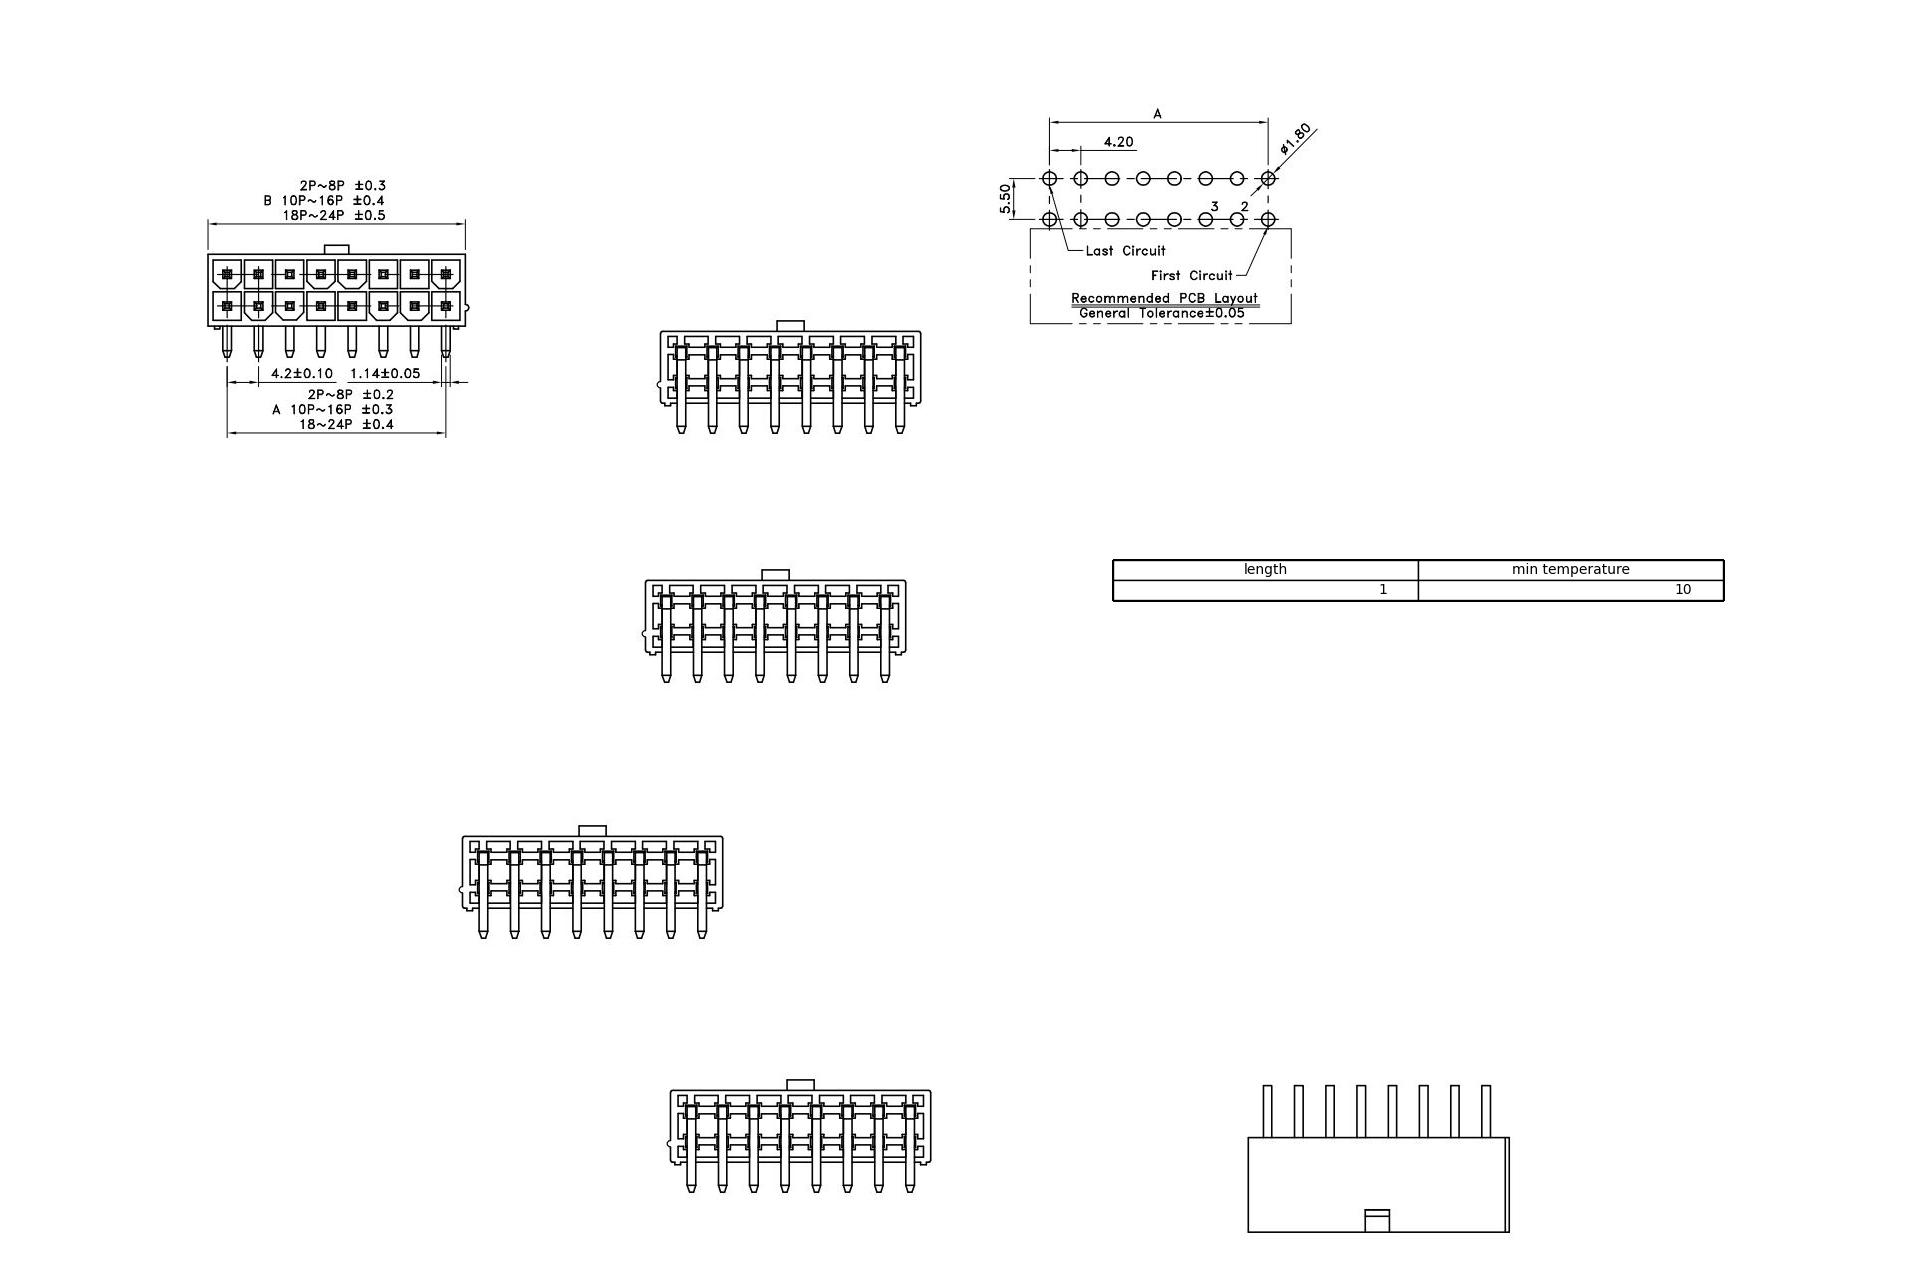 2P~8P ±0.3
B 10P~16P ±0.4
18P~24P ±0.5
4.2±0.10 1.14±0.05
2P~8P ±0.2
A 10P~16P ±0.3
18~24P ±0.4
A
4.20
ø1.80
5.50
3 2
Last Circuit
First Circuit
Recommended PCB Layout
General Tolerance±0.05
length min temperature
1 10